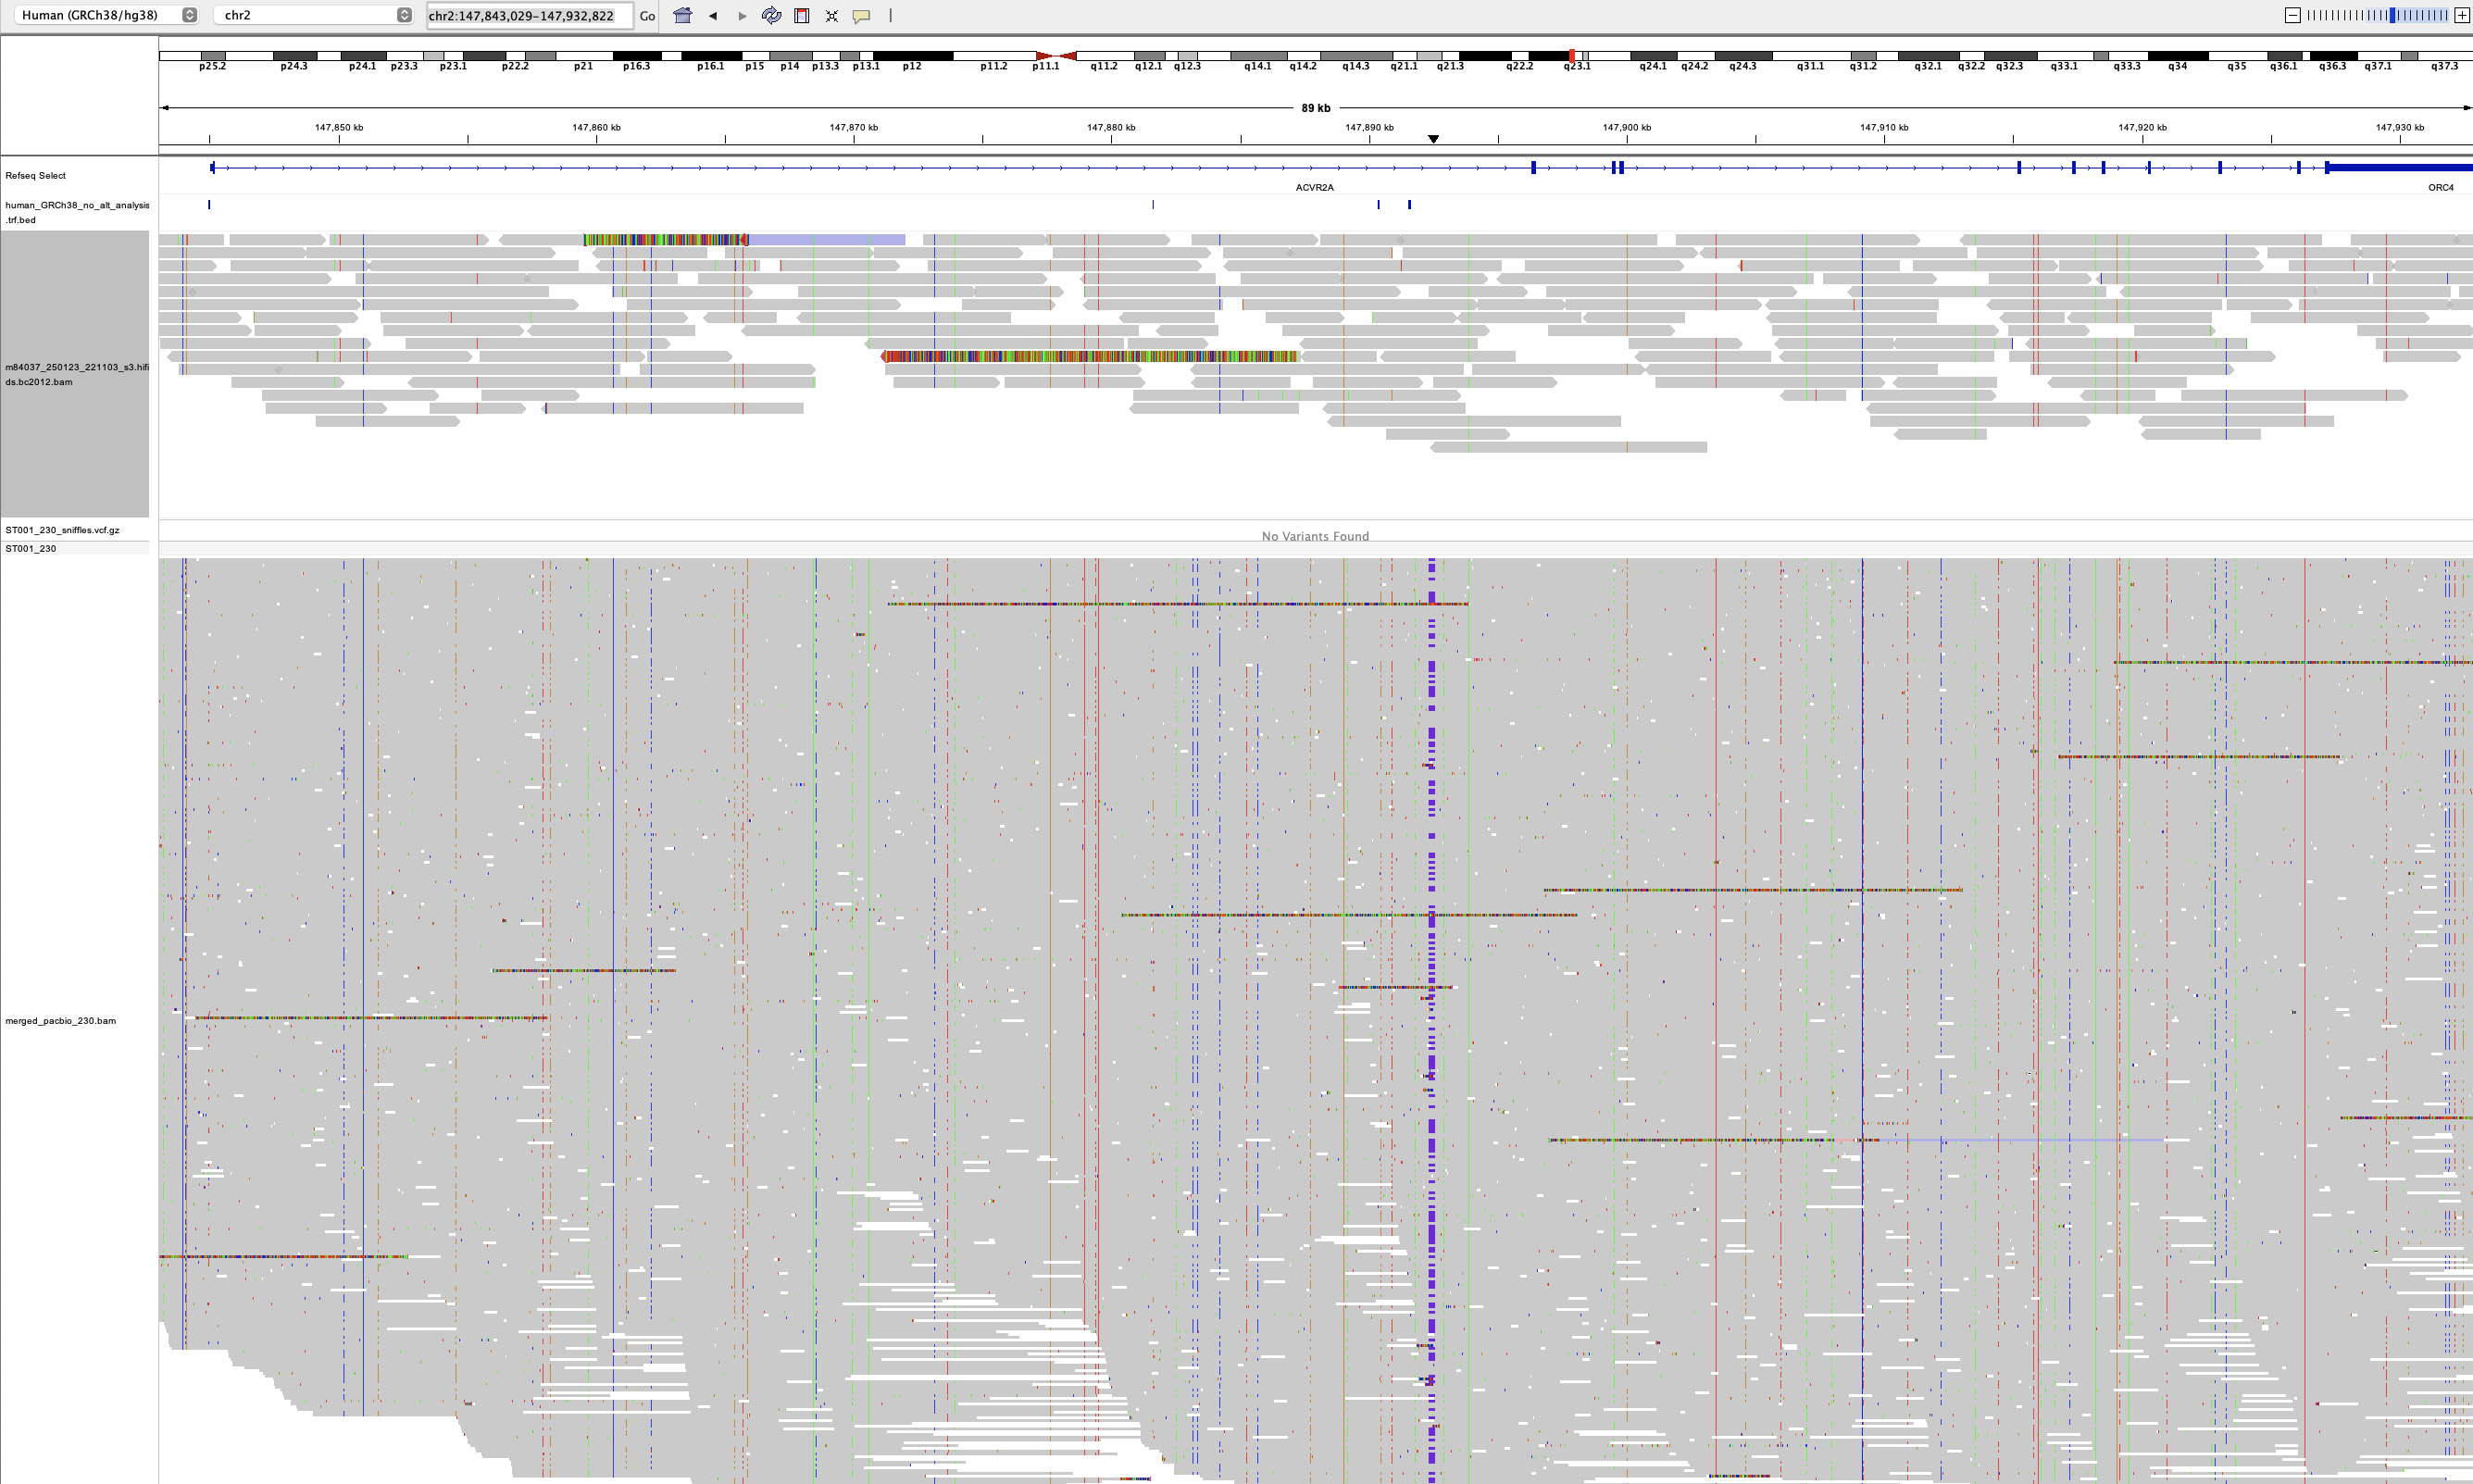 Human (GRCh38/hg38) chr2 chr2:147,843,029-147,932,822 Go
p25.2 p24.3 p24.1 p23.3 p23.1 p22.2 p21 p16.3 p16.1 p15 p14 p13.3 p13.1 p12 p11.2 p11.1 q11.2 q12.1 q12.3 q14.1 q14.2 q14.3 q21.1 q21.3 q22.2 q23.1 q24.1 q24.2 q24.3 q31.1 q31.2 q32.1 q32.2 q32.3 q33.1 q33.3 q34 q35 q36.1 q36.3 q37.1 q37.3
89 kb
147,850 kb 147,860 kb 147,870 kb 147,880 kb 147,890 kb 147,900 kb 147,910 kb 147,920 kb 147,930 kb
Refseq Select
ACVR2A ORC4
human_GRCh38_no_alt_analysis
.trf.bed
m84037_250123_221103_s3.hifi
ds.bc2012.bam
ST001_230_sniffles.vcf.gz
No Variants Found
ST001_230
merged_pacbio_230.bam